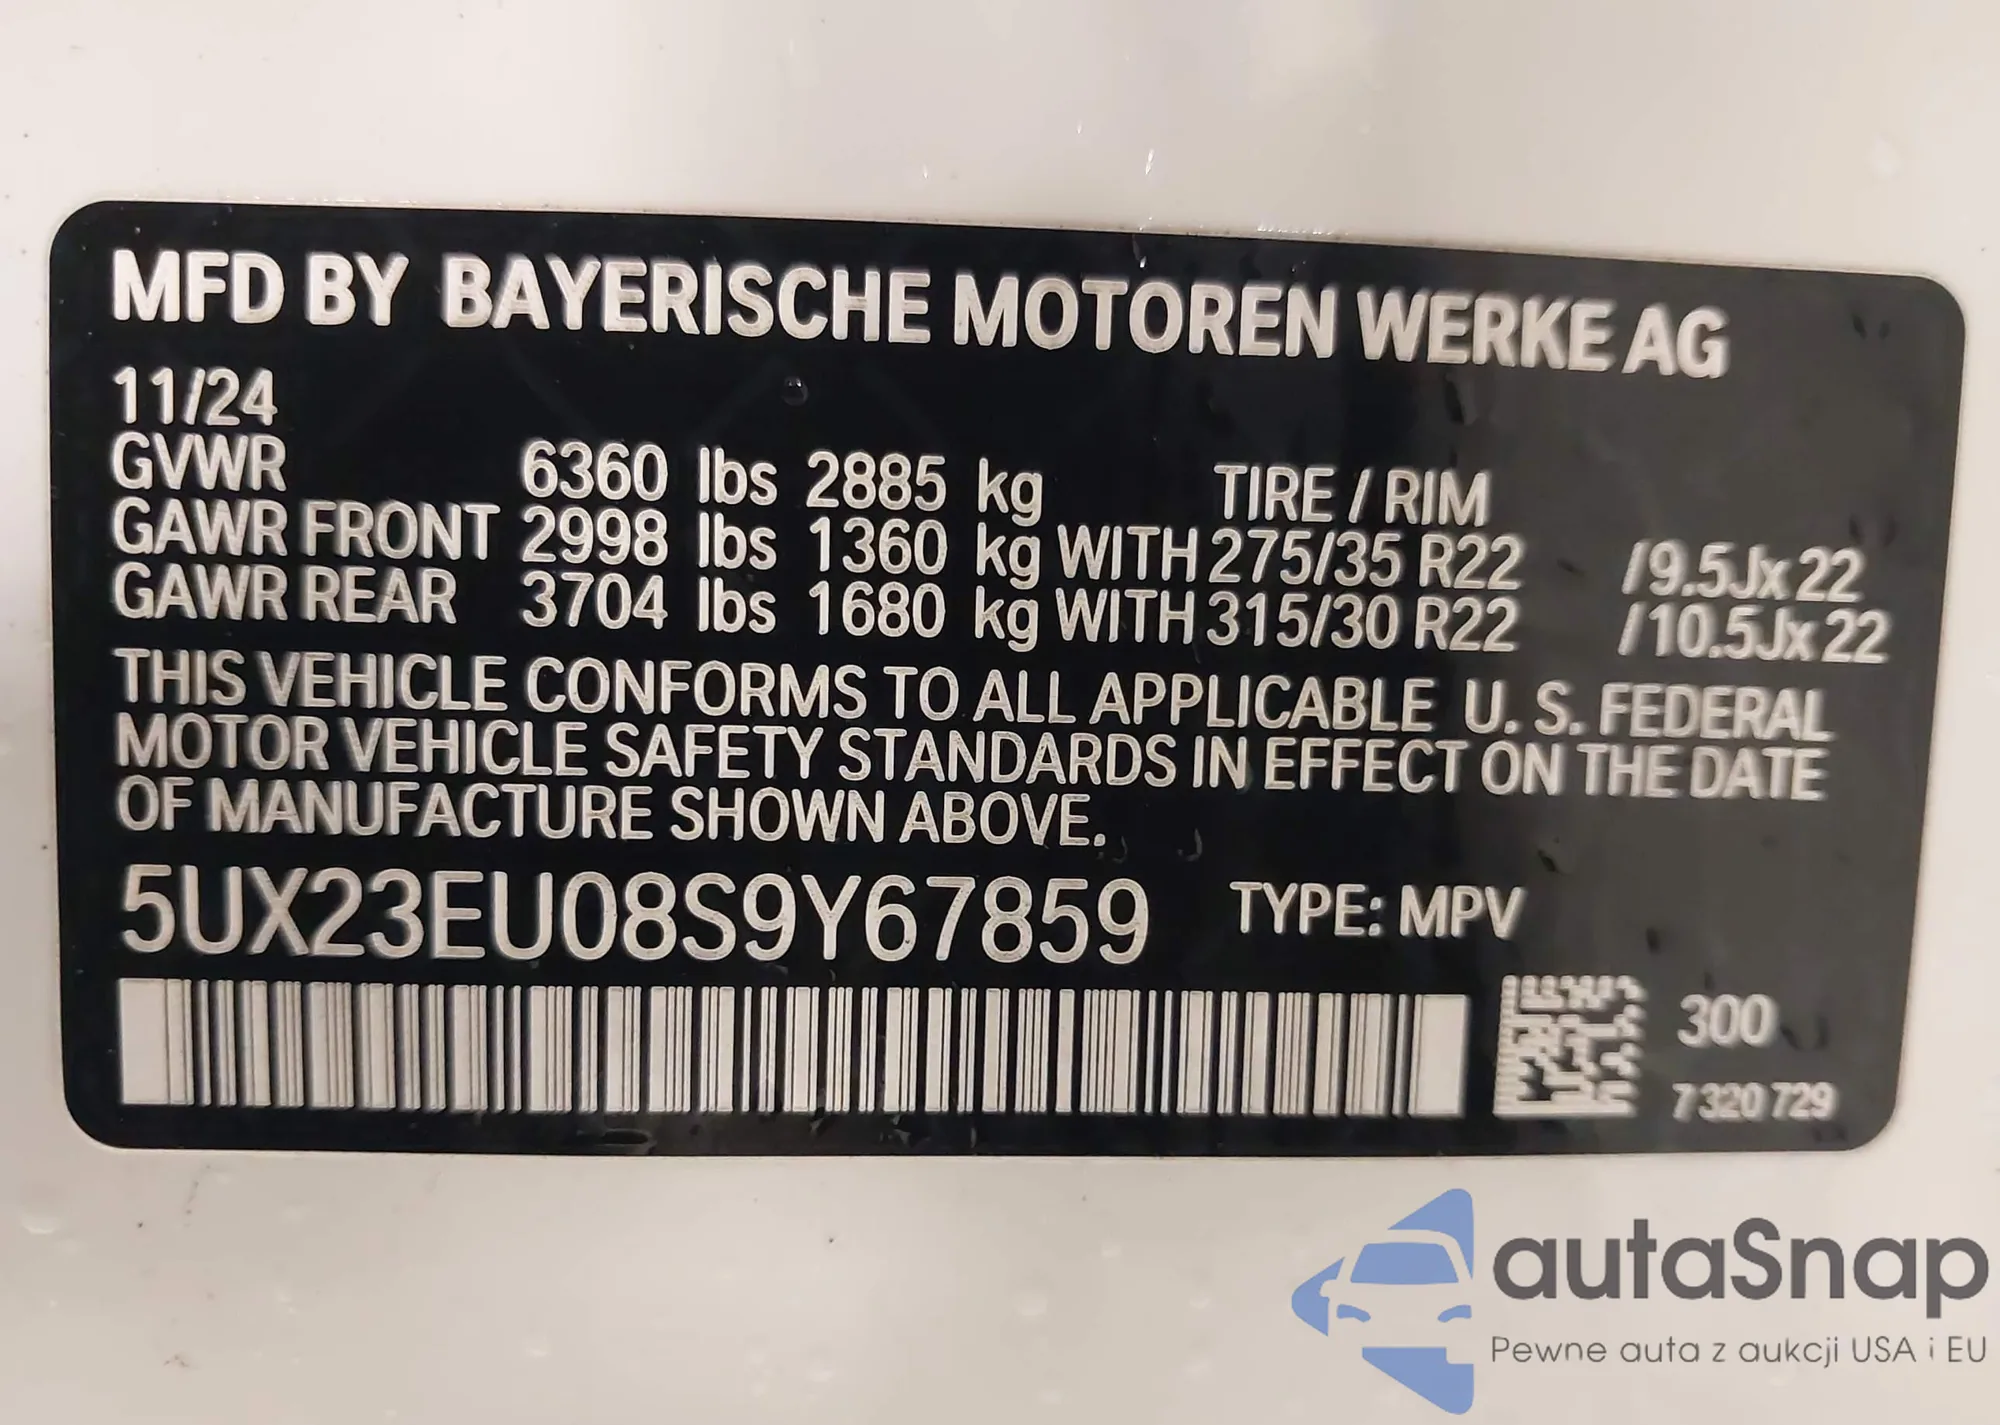 MFD BY BAYERISCHE MOTOREN WERKE AG
11/24
GVWR 6360 lbs 2885 kg TIRE / RIM
GAWR FRONT 2998 lbs 1360 kg WITH 275/35 R22 /9.5Jx22
GAWR REAR 3704 lbs 1680 kg WITH 315/30 R22 /10.5Jx22
THIS VEHICLE CONFORMS TO ALL APPLICABLE U. S. FEDERAL
MOTOR VEHICLE SAFETY STANDARDS IN EFFECT ON THE DATE
OF MANUFACTURE SHOWN ABOVE.
5UX23EU08S9Y67859 TYPE: MPV
300
7 320 729
autaSnap
Pewne auta z aukcji USA i EU